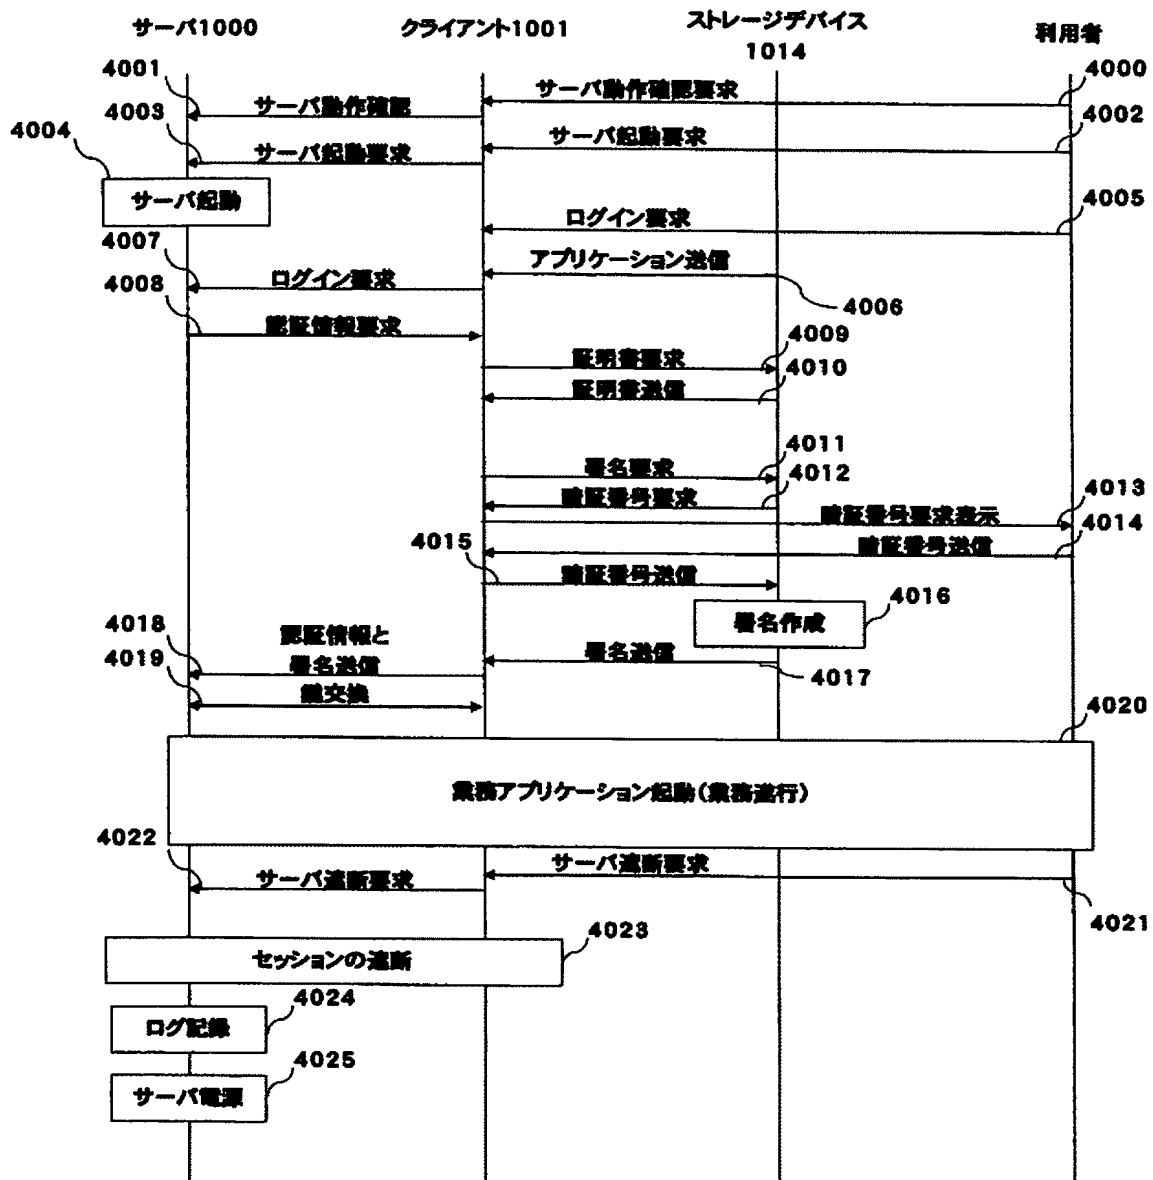 サーバ1000
クライアント1001
ストレージデバイス
1014
利用者
4001
4000
サーバ動作確認要求
サーバ動作確認
4003
4002
4004
サーバ起動要求
サーバ起動要求
サーバ起動
4005
ログイン要求
4007
アプリケーション送信
ログイン要求
4008
4006
認証情報要求
4009
証明書要求
4010
証明書送信
4011
署名要求
4012
暗証番号要求
4013
暗証番号要求表示
4014
4015
暗証番号送信
暗証番号送信
4016
署名作成
4018
認証情報と
署名送信
署名送信
4019
4017
鍵交換
4020
業務アプリケーション起動(業務遂行)
4022
サーバ遮断要求
サーバ遮断要求
4021
4023
セッションの遮断
4024
ログ記録
4025
サーバ電源